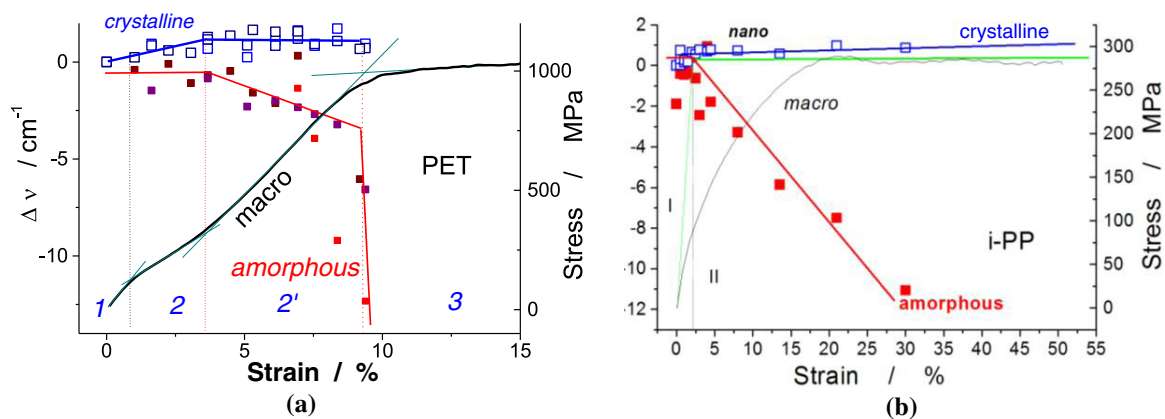 crystalline
0
-5
-10
Δ ν / cm-1
1000
500
0
Stress / MPa
macro
PET
amorphous
1 2 2' 3
0 5 10 15
Strain / %
(a)
2
0
-2
-4
-6
-8
-10
-12
nano
crystalline
macro
I
II
i-PP
amorphous
300
250
200
150
100
50
0
Stress / MPa
0 5 10 15 20 25 30 35 40 45 50 55
Strain / %
(b)